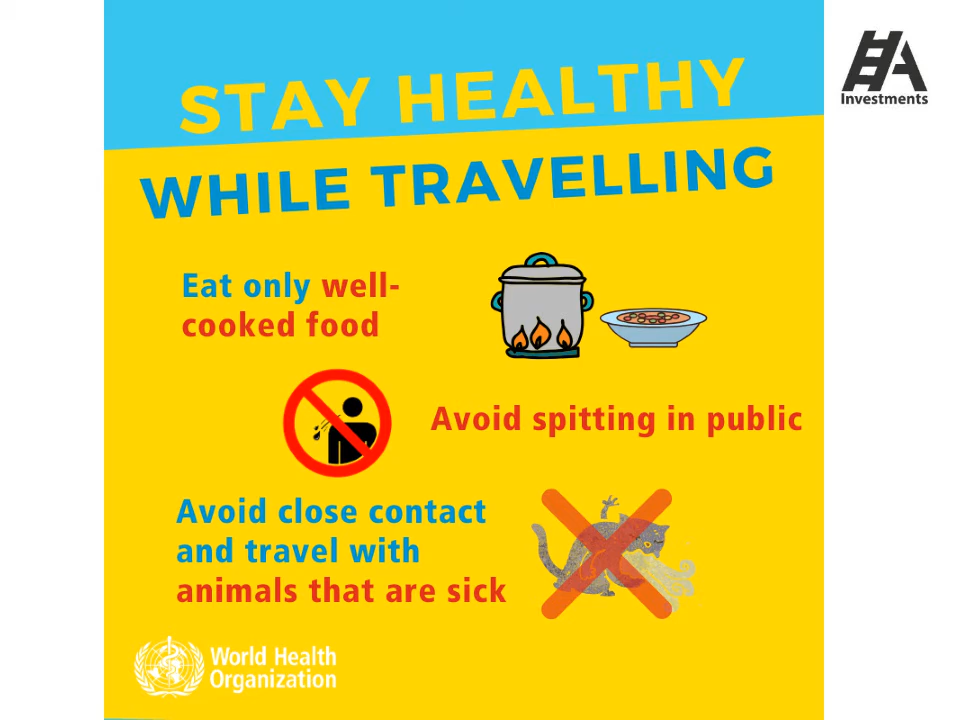 STAY HEALTHY
WHILE TRAVELLING
Eat only well-
cooked food
Avoid spitting in public
Avoid close contact
and travel with
animals that are sick
World Health
Organization
HA
Investments